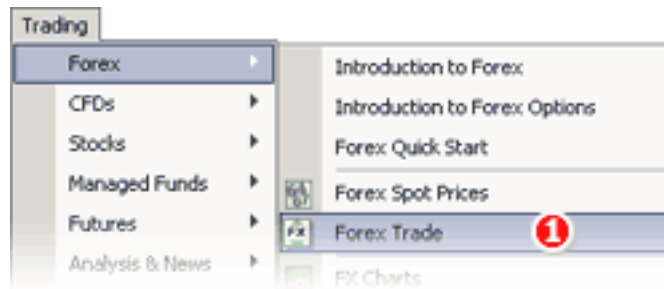 Trading
Forex
CFDs
Stocks
Managed Funds
Futures
Analysis & News
Introduction to Forex
Introduction to Forex Options
Forex Quick Start
Forex Spot Prices
FX Forex Trade 1
FX Charts